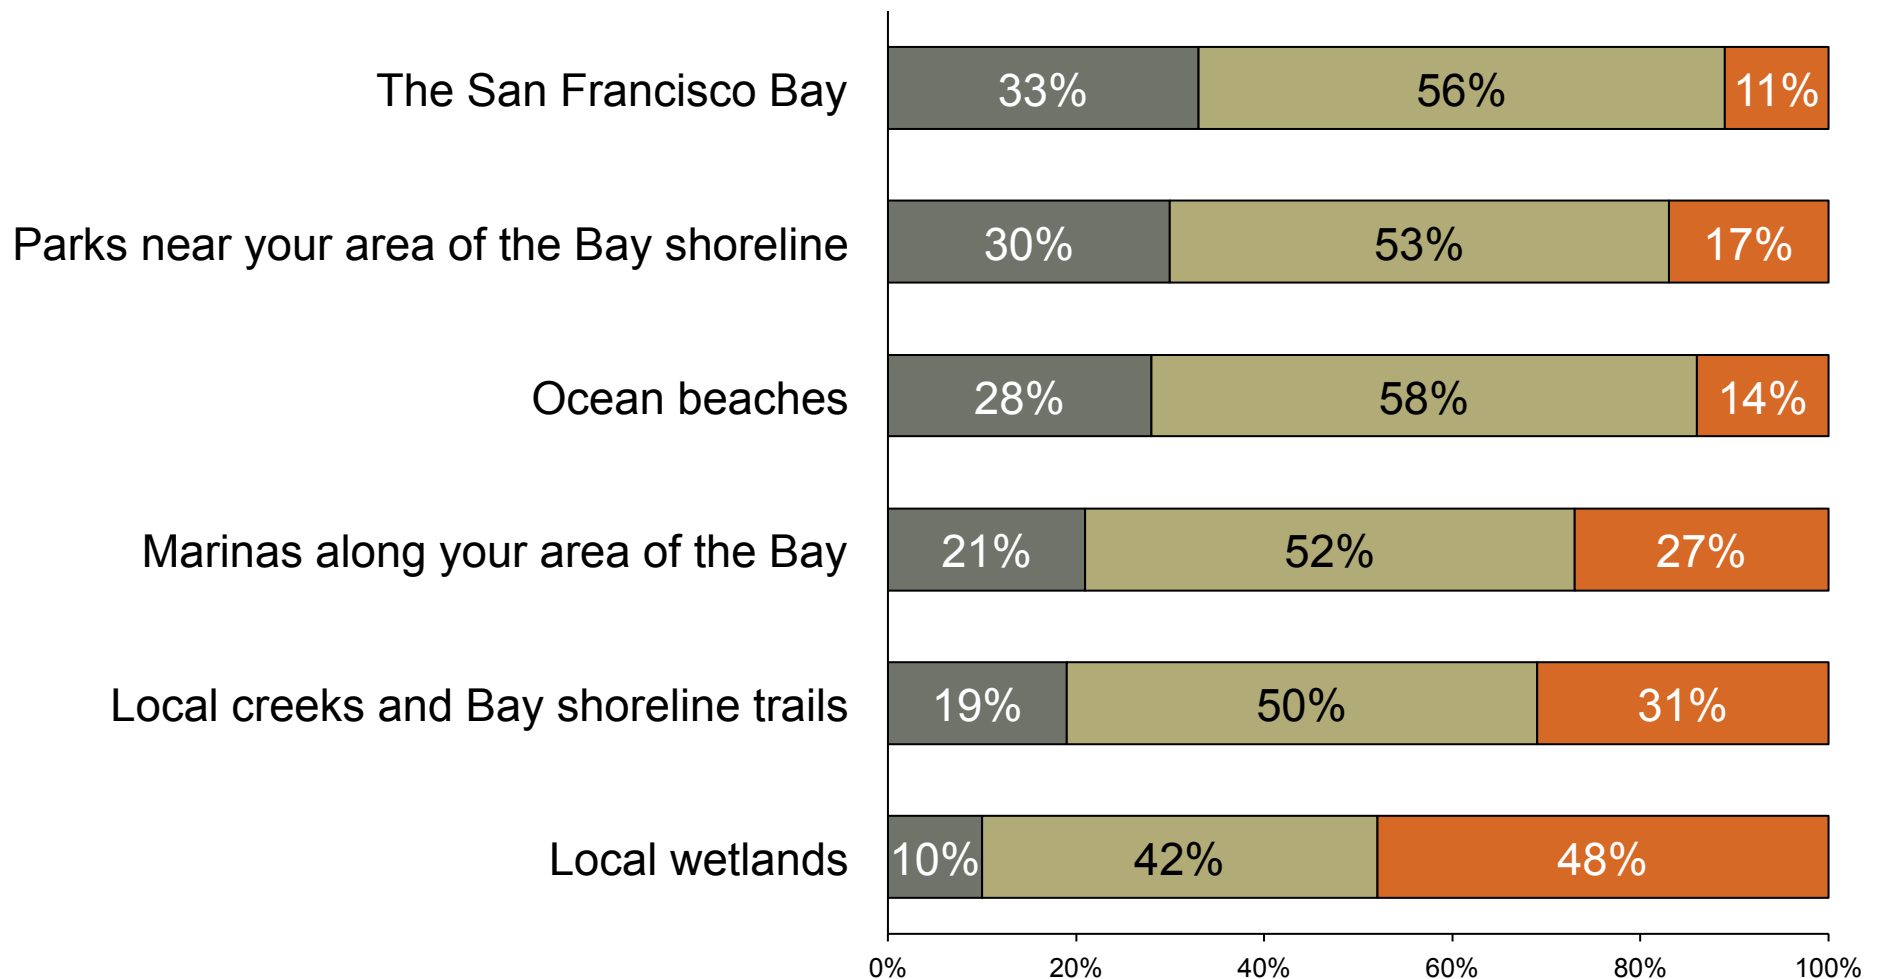 The San Francisco Bay 33% 56% 11%
Parks near your area of the Bay shoreline 30% 53% 17%
Ocean beaches 28% 58% 14%
Marinas along your area of the Bay 21% 52% 27%
Local creeks and Bay shoreline trails 19% 50% 31%
Local wetlands 10% 42% 48%
0% 20% 40% 60% 80% 100%